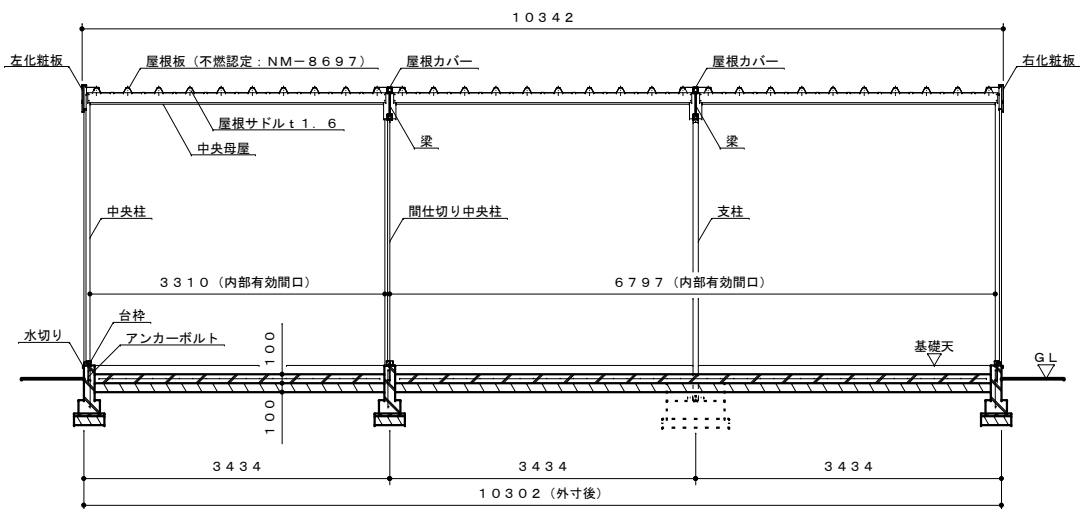 １０３４２
左化粧板
屋根板（不燃認定：ＮＭ－８６９７）
屋根カバー
屋根カバー
右化粧板
屋根サドルｔ１．６
中央母屋
梁
梁
中央柱
間仕切り中央柱
支柱
３３１０（内部有効間口）
６７９７（内部有効間口）
台枠
水切り
アンカーボルト
１００
基礎天
ＧＬ
１００
３４３４
３４３４
３４３４
１０３０２（外寸後）